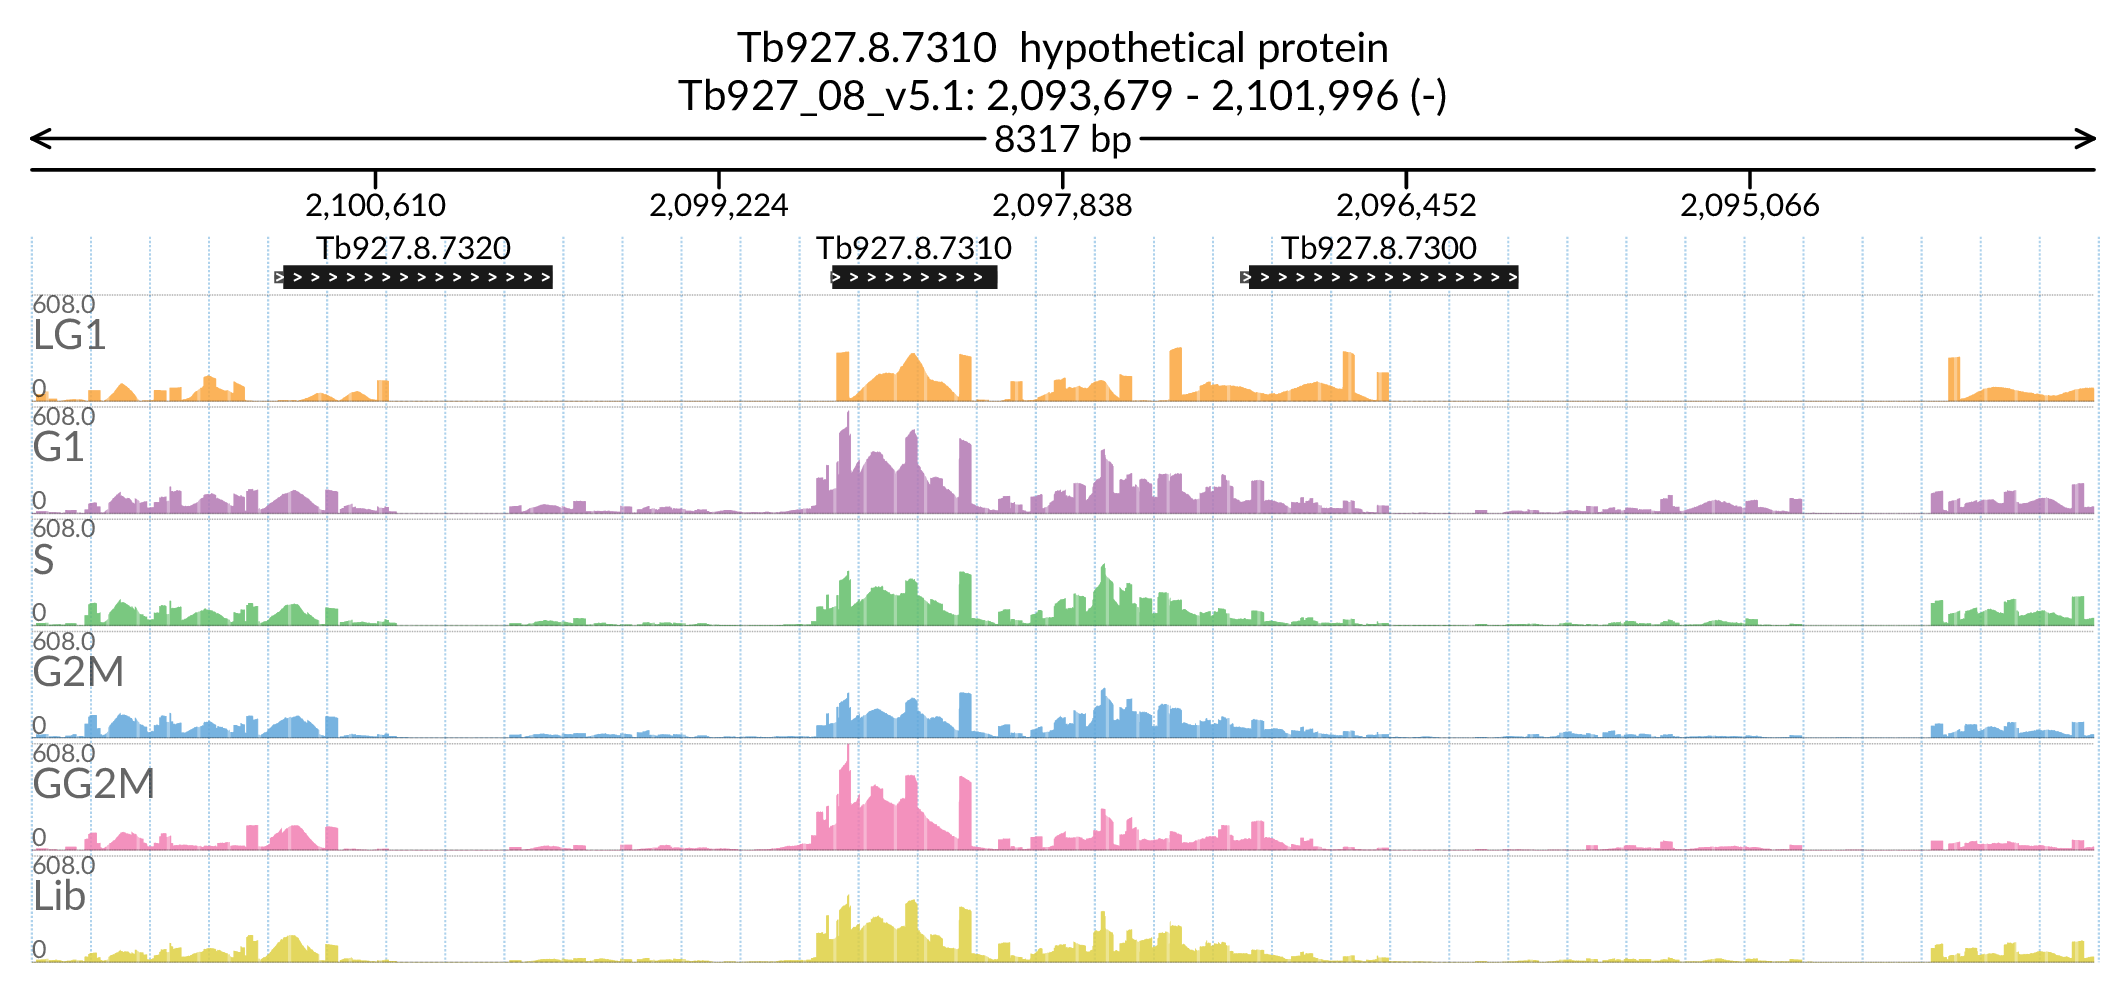 Tb927.8.7310 hypothetical protein
Tb927_08_v5.1: 2,093,679 - 2,101,996 (-)
8317 bp
2,100,610 2,099,224 2,097,838 2,096,452 2,095,066
Tb927.8.7320 Tb927.8.7310 Tb927.8.7300
608.0
LG1
0
608.0
G1
0
608.0
S
0
608.0
G2M
0
608.0
GG2M
0
608.0
Lib
0